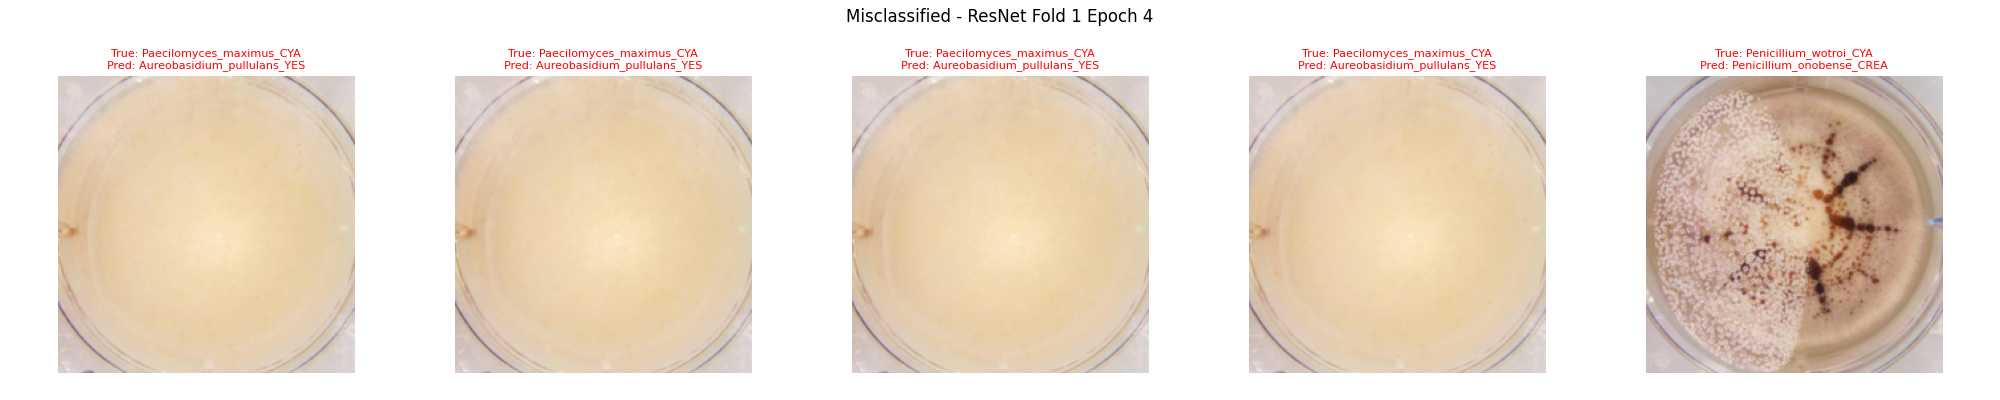 Misclassified - ResNet Fold 1 Epoch 4
True: Paecilomyces_maximus_CYA
Pred: Aureobasidium_pullulans_YES
True: Paecilomyces_maximus_CYA
Pred: Aureobasidium_pullulans_YES
True: Paecilomyces_maximus_CYA
Pred: Aureobasidium_pullulans_YES
True: Paecilomyces_maximus_CYA
Pred: Aureobasidium_pullulans_YES
True: Penicillium_wotroi_CYA
Pred: Penicillium_onobense_CREA